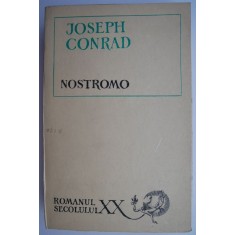 JOSEPH
CONRAD
NOSTROMO
ROMANUL
SECOLULUI XX